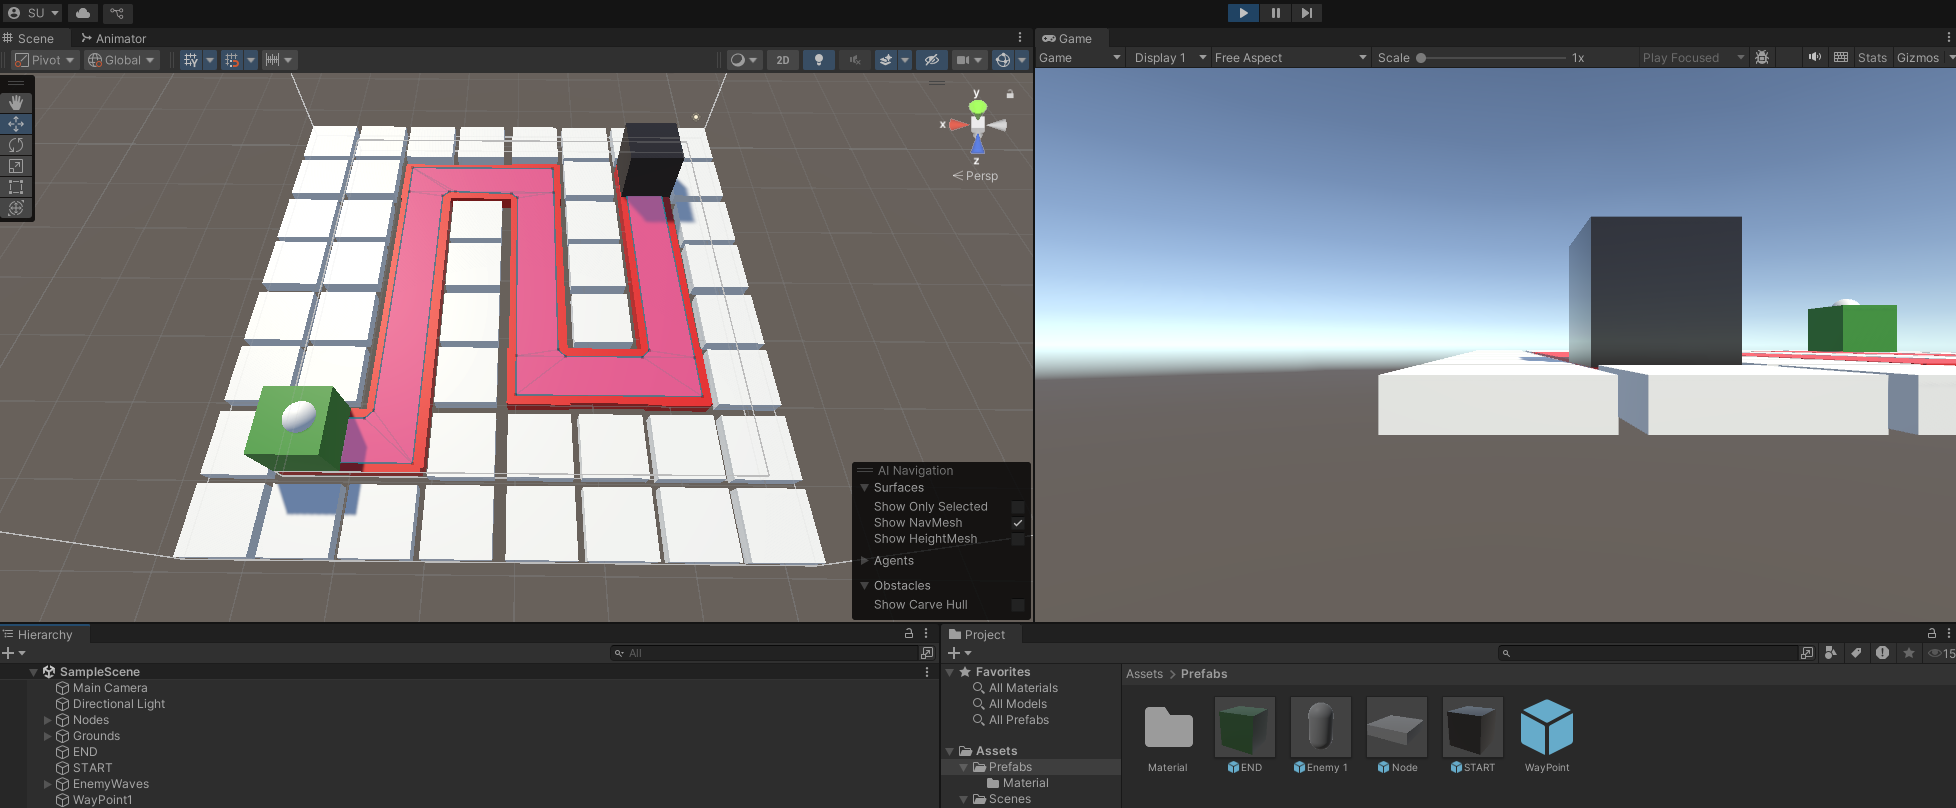 SU
Scene
Animator
Pivot
Global
2D
y
x
z
Persp
AI Navigation
Surfaces
Show Only Selected
Show NavMesh
Show HeightMesh
Agents
Obstacles
Show Carve Hull
Game
Game
Display 1
Free Aspect
Scale
1x
Play Focused
Stats
Gizmos
Hierarchy
All
SampleScene
Main Camera
Directional Light
Nodes
Grounds
END
START
EnemyWaves
WayPoint1
Project
15
Favorites
All Materials
All Models
All Prefabs
Assets
Prefabs
Material
Scenes
Assets > Prefabs
Material
END
Enemy 1
Node
START
WayPoint